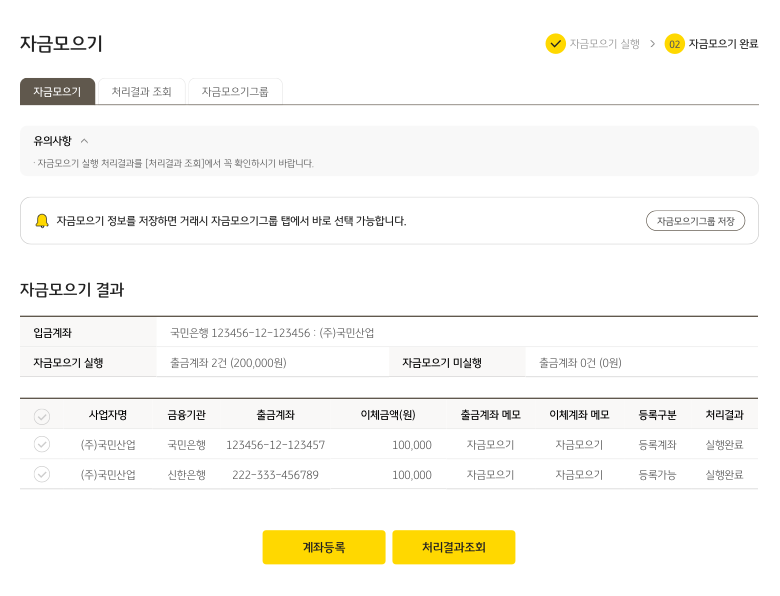 자금모으기
자금모으기 실행 > 02 자금모으기 완료
자금모으기 처리결과 조회 자금모으기그룹
유의사항
· 자금모으기 실행 처리결과를 [처리결과 조회]에서 꼭 확인하시기 바랍니다.
자금모으기 정보를 저장하면 거래시 자금모으기그룹 탭에서 바로 선택 가능합니다. 자금모으기그룹 저장
자금모으기 결과
입금계좌 국민은행 123456-12-123456 : (주)국민산업
자금모으기 실행 출금계좌 2건 (200,000원) 자금모으기 미실행 출금계좌 0건 (0원)
사업자명 금융기관 출금계좌 이체금액(원) 출금계좌 메모 이체계좌 메모 등록구분 처리결과
(주)국민산업 국민은행 123456-12-123457 100,000 자금모으기 자금모으기 등록계좌 실행완료
(주)국민산업 신한은행 222-333-456789 100,000 자금모으기 자금모으기 등록가능 실행완료
계좌등록 처리결과조회